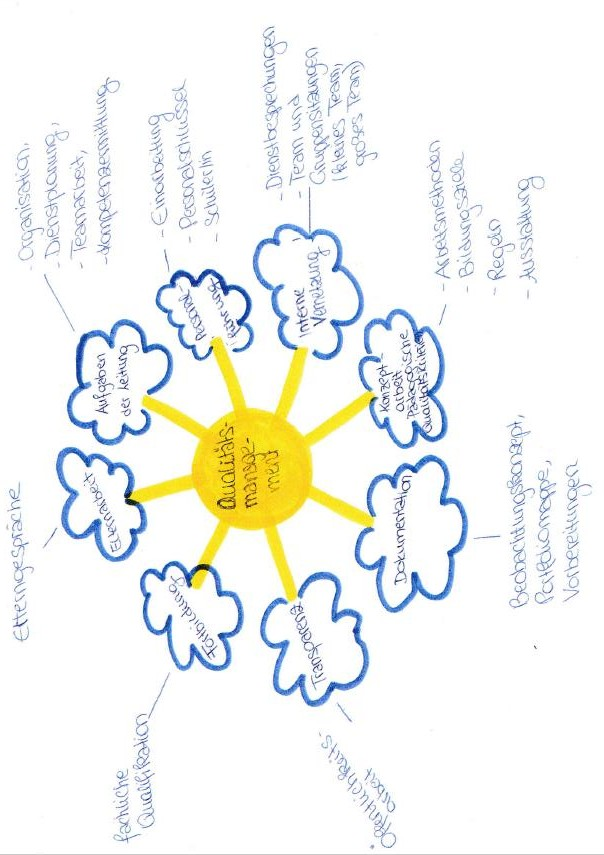 Qualitäts-
manage-
ment
Aufgaben
der Leitung
- Organisation,
- Dienstplanung,
- Teamarbeit,
- Kompetenzermittlung
Personal-
führung
- Einarbeitung
- Personalschlüssel
- Schüler/in
Interne
Vernetzung
- Dienstbesprechungen
- Team und
Gruppensitzungen
(kleines Team,
großes Team)
Konzept-
arbeit
Pädagogische
Qualitätskriterien
- Arbeitsmethoden
- Bildungsziele
- Regeln
- Ausstattung
Dokumentation
Beobachtungskonzept,
Portfoliomappe,
Vorbereitungen
Transparenz
Öffentlichkeits-
arbeit
Fortbildung
fachliche
Qualifikation
Elternarbeit
Elterngespräche